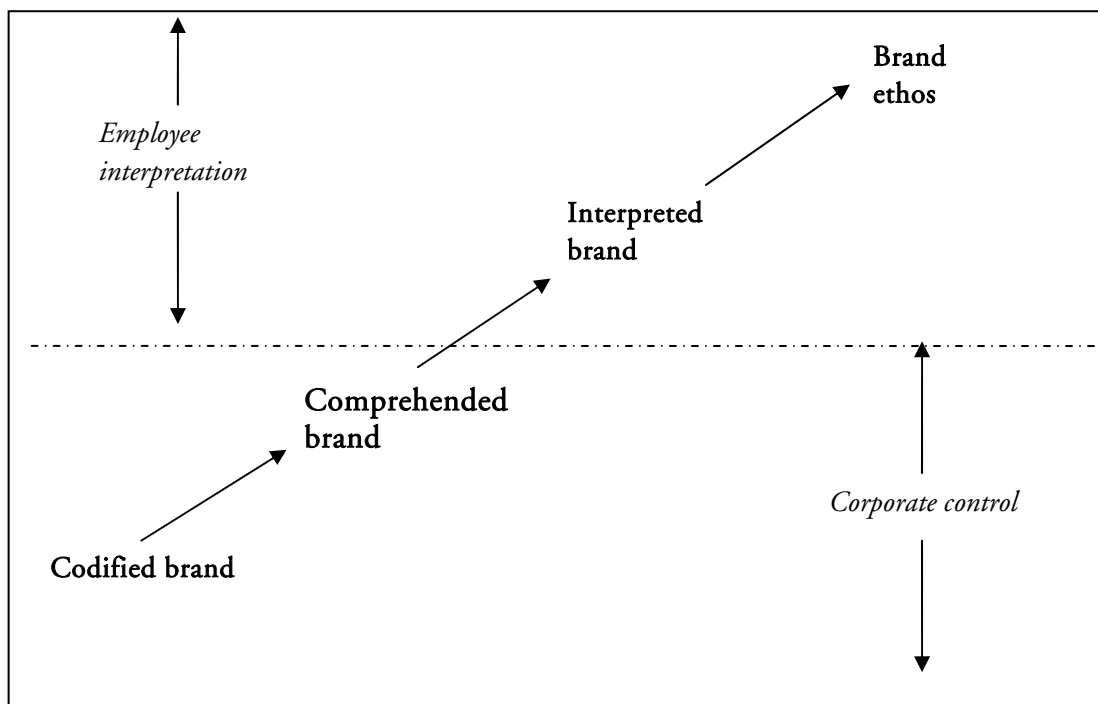 Brand
ethos
Employee
interpretation
Interpreted
brand
Comprehended
brand
Corporate control
Codified brand